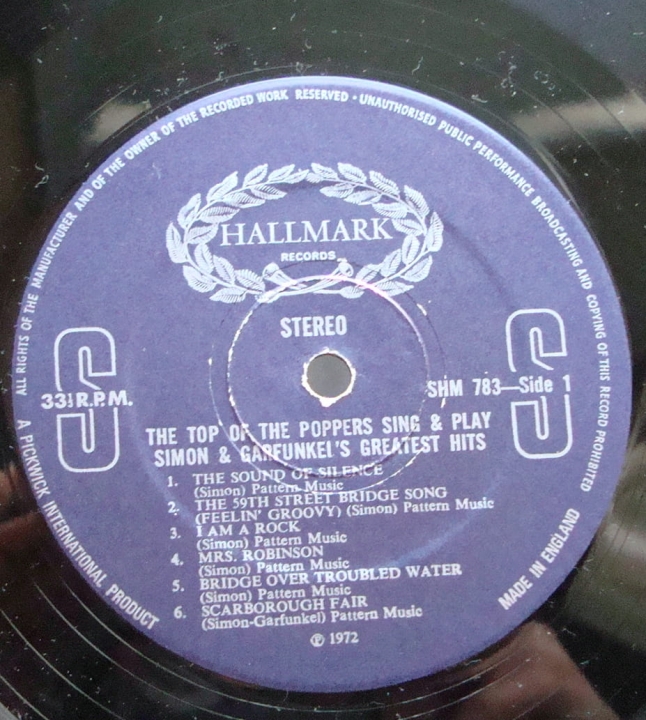 ALL RIGHTS OF THE MANUFACTURER AND OF THE OWNER OF THE RECORDED WORK RESERVED • UNAUTHORISED PUBLIC PERFORMANCE BROADCASTING AND COPYING OF THIS RECORD PROHIBITED
HALLMARK
RECORDS
STEREO
S
S
33⅓ R.P.M.
SHM 783—Side 1
THE TOP OF THE POPPERS SING & PLAY
SIMON & GARFUNKEL'S GREATEST HITS
1. THE SOUND OF SILENCE
(Simon) Pattern Music
2. THE 59TH STREET BRIDGE SONG
(FEELIN' GROOVY) (Simon) Pattern Music
3. I AM A ROCK
(Simon) Pattern Music
4. MRS. ROBINSON
(Simon) Pattern Music
5. BRIDGE OVER TROUBLED WATER
(Simon) Pattern Music
6. SCARBOROUGH FAIR
(Simon-Garfunkel) Pattern Music
℗ 1972
A PICKWICK INTERNATIONAL PRODUCT
MADE IN ENGLAND